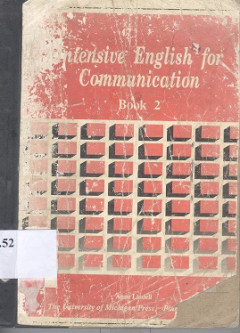 Intensive English for
Communication
Book 2
.52
The University of Michigan Press